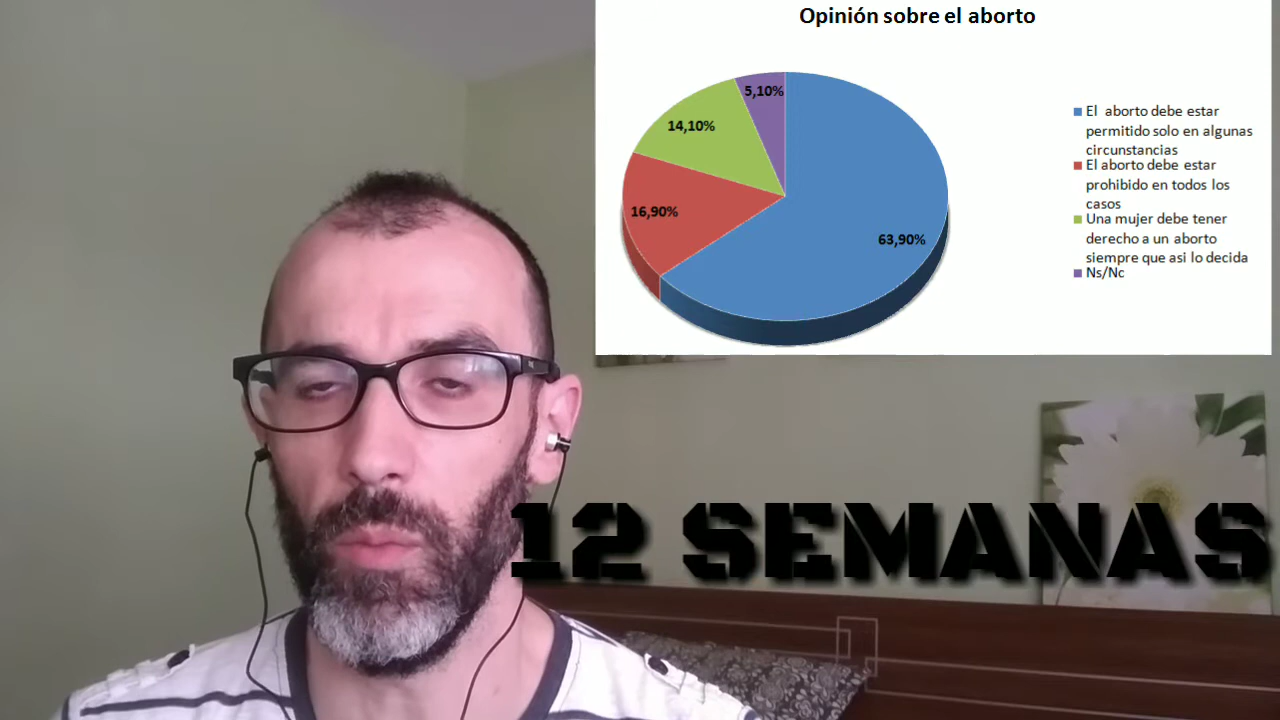 Opinión sobre el aborto
5,10%
14,10%
16,90%
63,90%
El  aborto debe estar
permitido solo en algunas
circunstancias
El aborto debe estar
prohibido en todos los
casos
Una mujer debe tener
derecho a un aborto
siempre que asi lo decida
Ns/Nc
12 SEMANAS